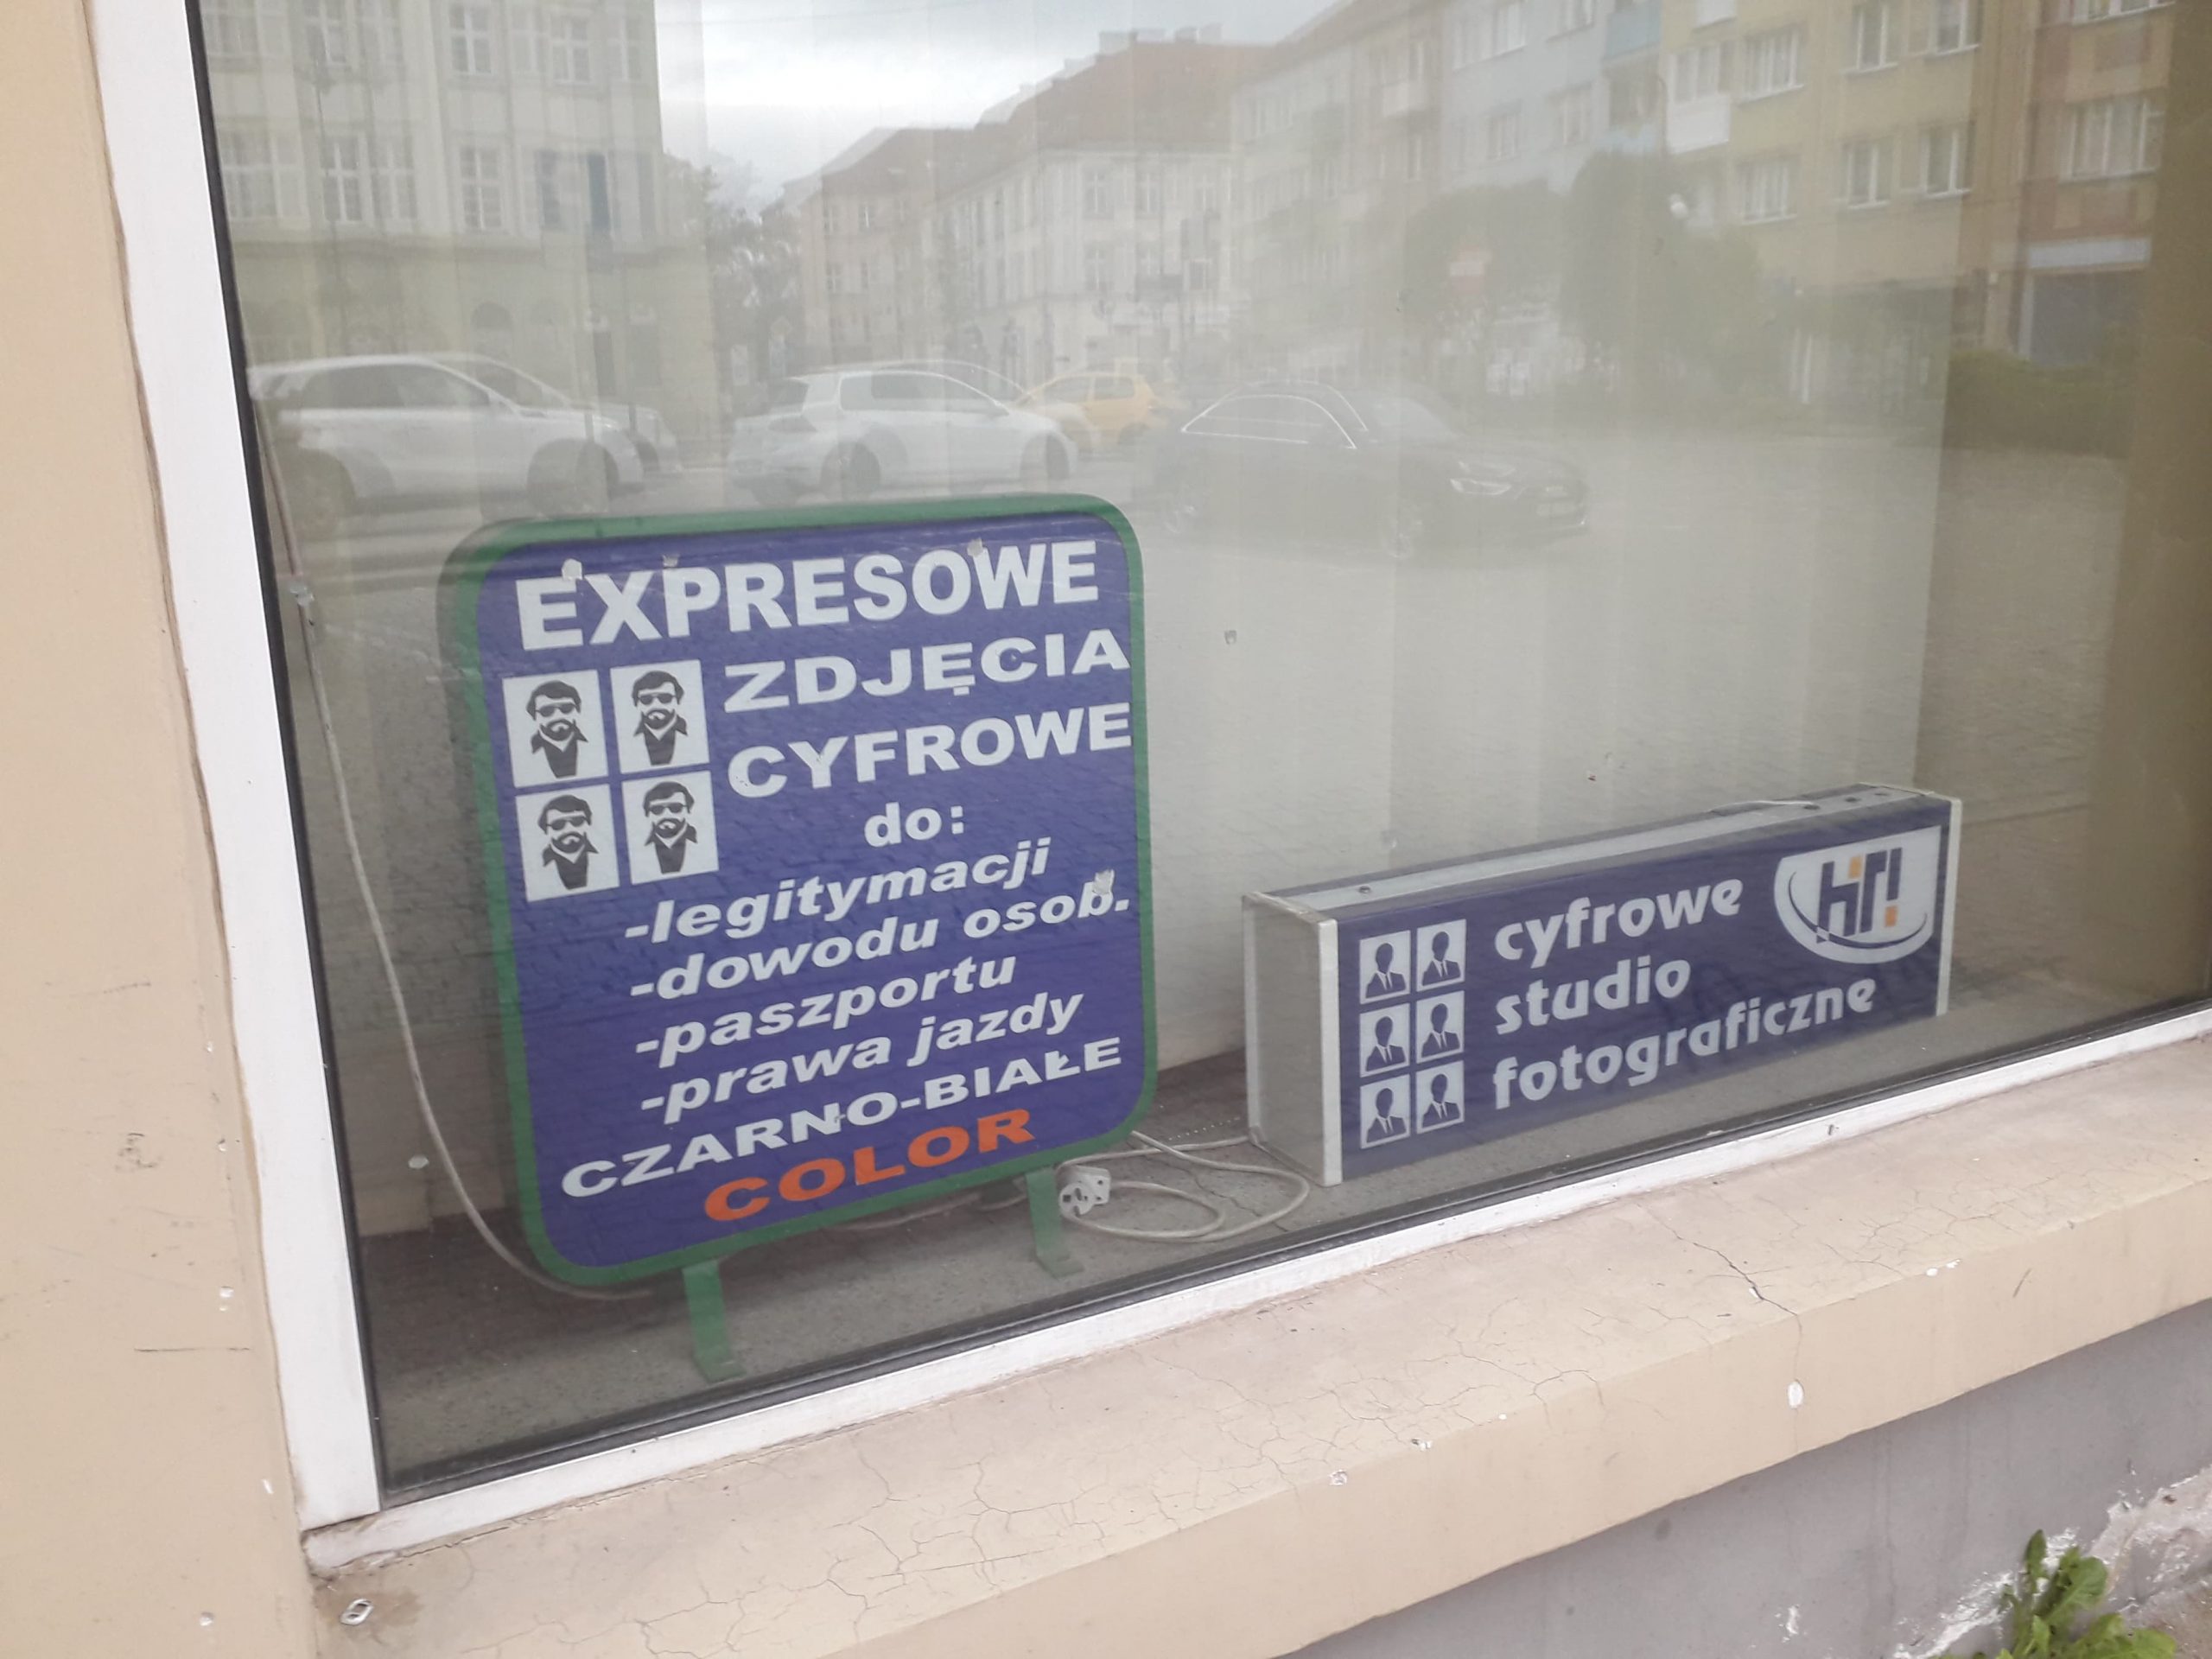 EXPRESOWE
ZDJĘCIA
CYFROWE
do:
-legitymacji
-dowodu osob.
-paszportu
-prawa jazdy
CZARNO-BIAŁE
COLOR
cyfrowe
studio
fotograficzne